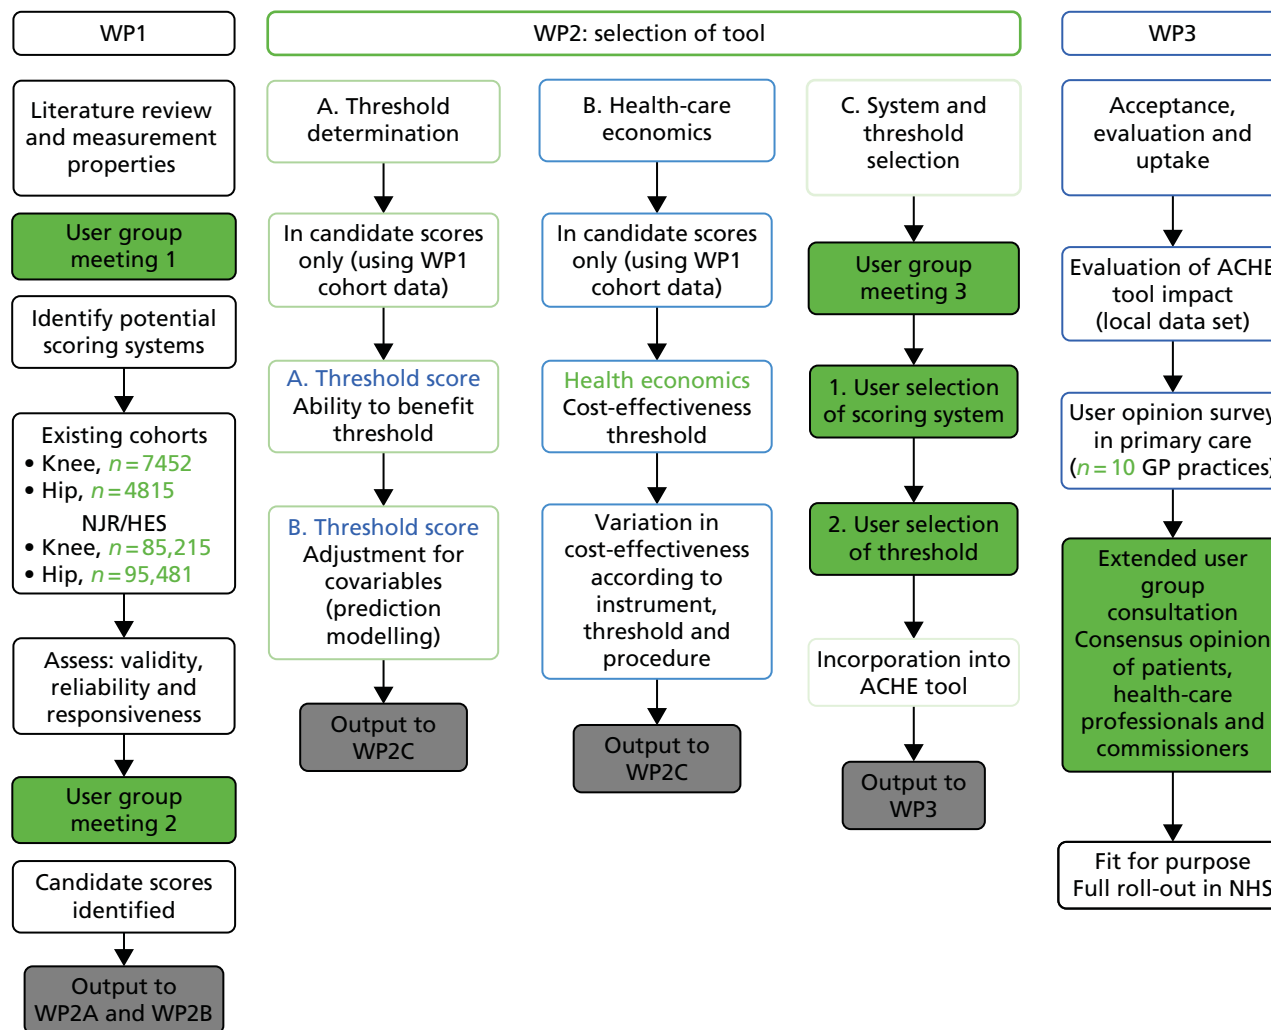 WP1
Literature review
and measurement
properties
User group
meeting 1
Identify potential
scoring systems
Existing cohorts
• Knee, n=7452
• Hip, n=4815
NJR/HES
• Knee, n=85,215
• Hip, n=95,481
Assess: validity,
reliability and
responsiveness
User group
meeting 2
Candidate scores
identified
Output to
WP2A and WP2B
WP2: selection of tool
A. Threshold
determination
In candidate scores
only (using WP1
cohort data)
A. Threshold score
Ability to benefit
threshold
B. Threshold score
Adjustment for
covariables
(prediction
modelling)
Output to
WP2C
B. Health-care
economics
In candidate scores
only (using WP1
cohort data)
Health economics
Cost-effectiveness
threshold
Variation in
cost-effectiveness
according to
instrument,
threshold and
procedure
Output to
WP2C
C. System and
threshold
selection
User group
meeting 3
1. User selection
of scoring system
2. User selection
of threshold
Incorporation into
ACHE tool
Output to
WP3
WP3
Acceptance,
evaluation and
uptake
Evaluation of ACHE
tool impact
(local data set)
User opinion survey
in primary care
(n=10 GP practices)
Extended user
group
consultation
Consensus opinion
of patients,
health-care
professionals and
commissioners
Fit for purpose
Full roll-out in NHS